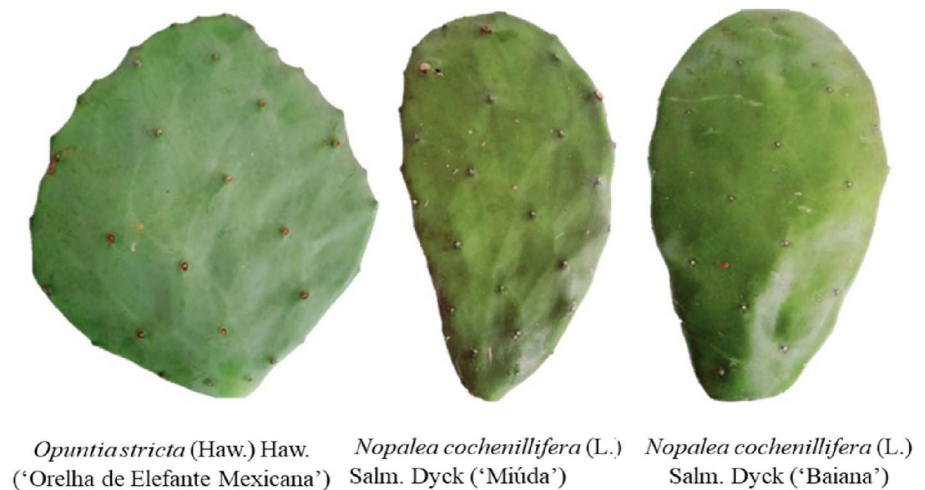 Opuntia stricta (Haw.) Haw.
(‘Orelha de Elefante Mexicana’)
Nopalea cochenillifera (L.)
Salm. Dyck (‘Miúda’)
Nopalea cochenillifera (L.)
Salm. Dyck (‘Baiana’)